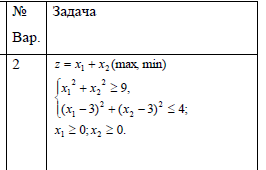 № Вар.
Задача
2
z = x₁ + x₂ (max, min)
x₁² + x₂² ≥ 9,
(x₁ − 3)² + (x₂ − 3)² ≤ 4;
x₁ ≥ 0; x₂ ≥ 0.